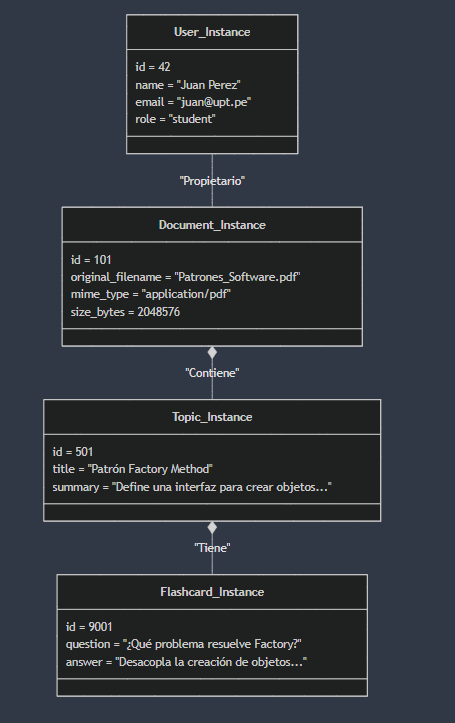 User_Instance
id = 42
name = "Juan Perez"
email = "juan@upt.pe"
role = "student"
"Propietario"
Document_Instance
id = 101
original_filename = "Patrones_Software.pdf"
mime_type = "application/pdf"
size_bytes = 2048576
"Contiene"
Topic_Instance
id = 501
title = "Patrón Factory Method"
summary = "Define una interfaz para crear objetos..."
"Tiene"
Flashcard_Instance
id = 9001
question = "¿Qué problema resuelve Factory?"
answer = "Desacopla la creación de objetos..."